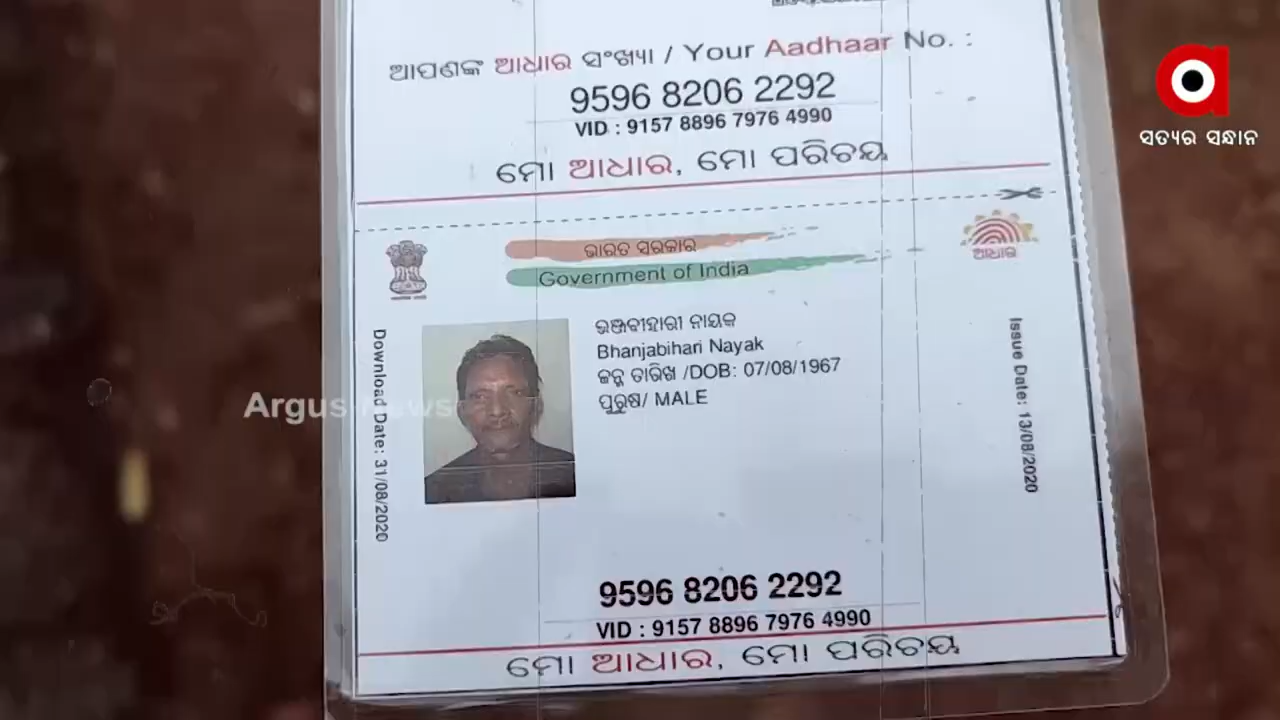 ଆପଣଙ୍କ ଆଧାର ସଂଖ୍ୟା / Your Aadhaar No. :
9596 8206 2292
VID : 9157 8896 7976 4990
ମୋ ଆଧାର, ମୋ ପରିଚୟ
ସତ୍ୟର ସନ୍ଧାନ
ଭାରତ ସରକାର
Government of India
ଆଧାର
Download Date: 31/08/2020
ଭଞ୍ଜବୀହାରୀ ନାୟକ
Bhanjabihari Nayak
ଜନ୍ମ ତାରିଖ /DOB: 07/08/1967
ପୁରୁଷ/ MALE
Issue Date: 13/08/2020
Argus News
9596 8206 2292
VID : 9157 8896 7976 4990
ମୋ ଆଧାର, ମୋ ପରିଚୟ